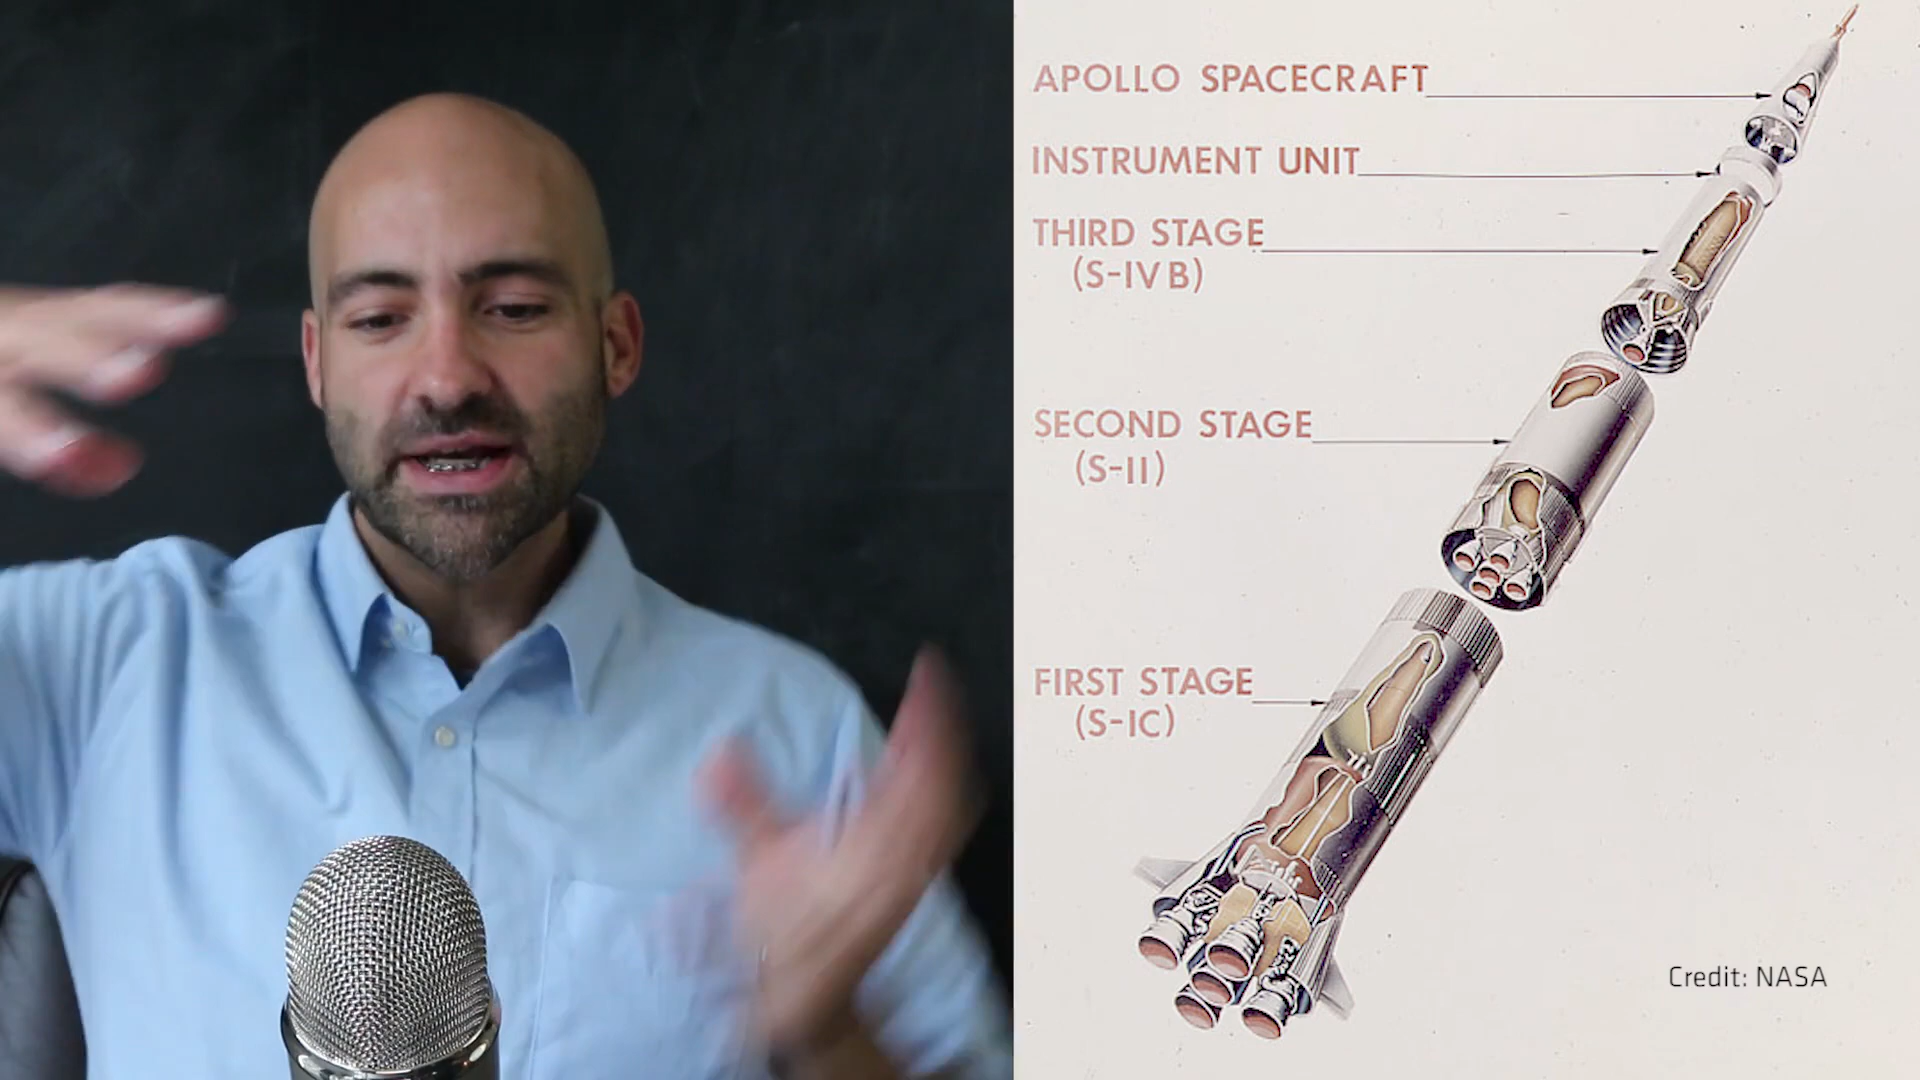 APOLLO SPACECRAFT
INSTRUMENT UNIT
THIRD STAGE
(S-IVB)
SECOND STAGE
(S-II)
FIRST STAGE
(S-IC)
Credit: NASA